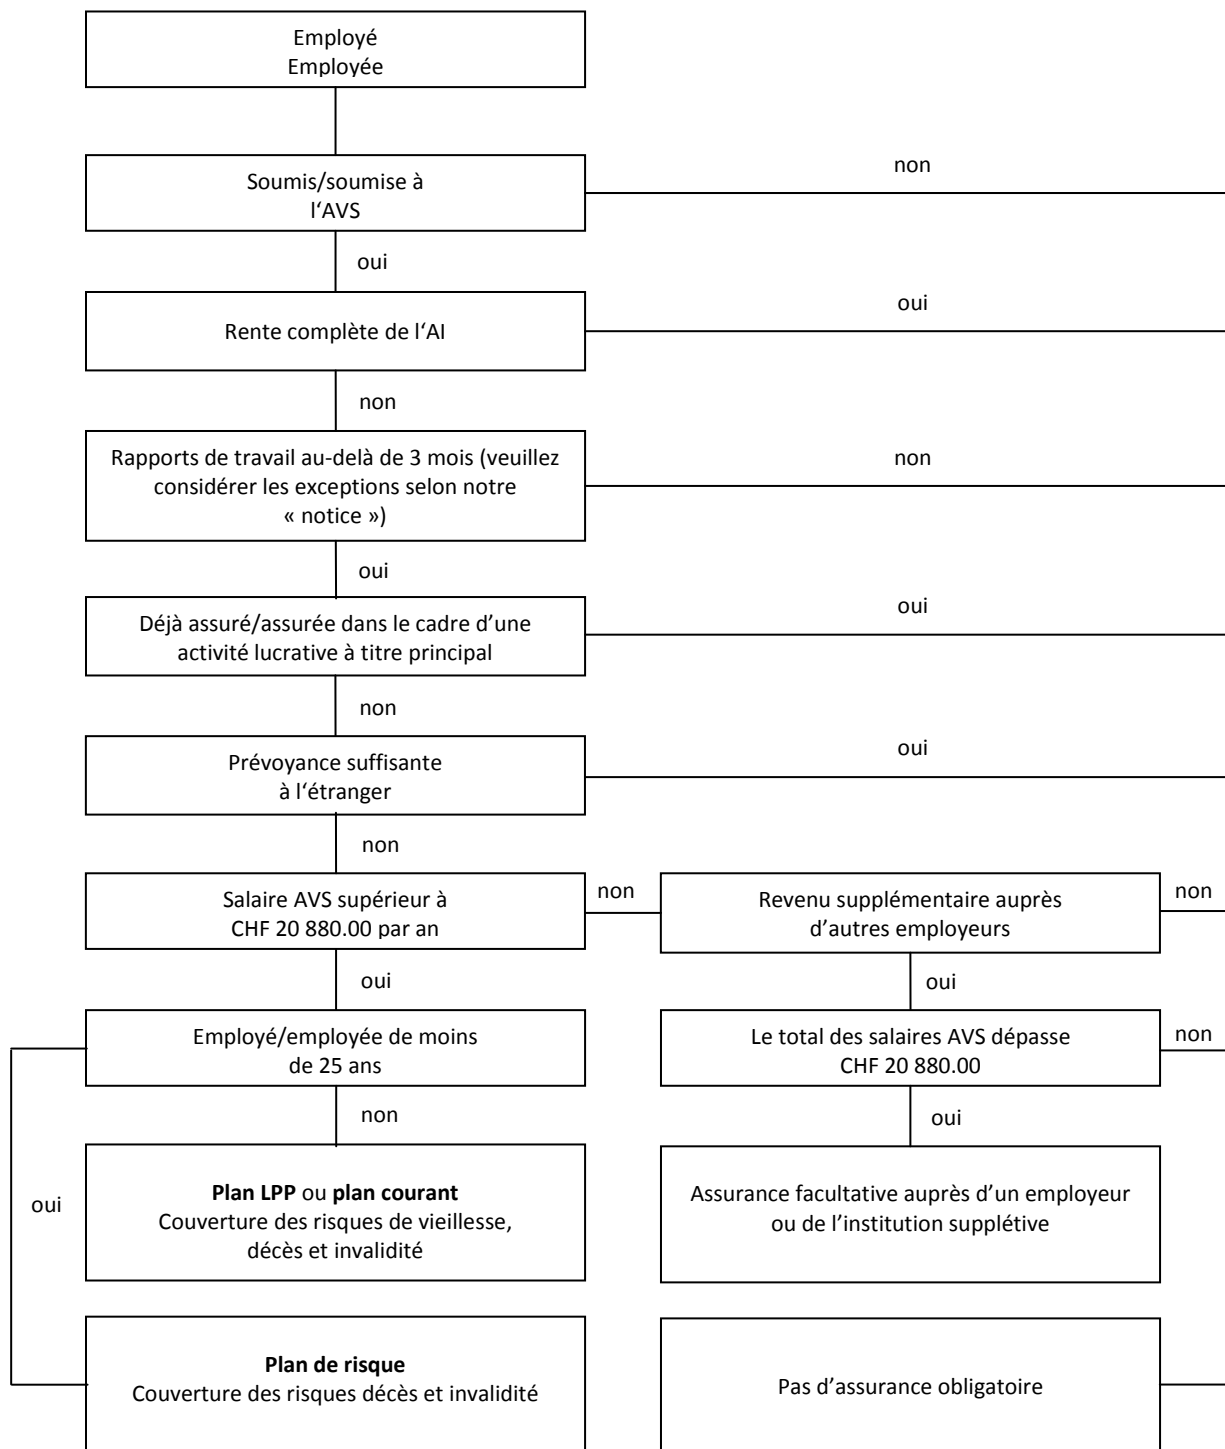 Employé
Employée
Soumis/soumise à
l‘AVS
non
oui
Rente complète de l‘AI
oui
non
Rapports de travail au-delà de 3 mois (veuillez
considérer les exceptions selon notre
« notice »)
non
oui
Déjà assuré/assurée dans le cadre d’une
activité lucrative à titre principal
oui
non
Prévoyance suffisante
à l‘étranger
oui
non
Salaire AVS supérieur à
CHF 20 880.00 par an
non
Revenu supplémentaire auprès
d’autres employeurs
non
oui
oui
Employé/employée de moins
de 25 ans
Le total des salaires AVS dépasse
CHF 20 880.00
non
non
oui
oui
Plan LPP ou plan courant
Couverture des risques de vieillesse,
décès et invalidité
Assurance facultative auprès d’un employeur
ou de l’institution supplétive
Plan de risque
Couverture des risques décès et invalidité
Pas d’assurance obligatoire